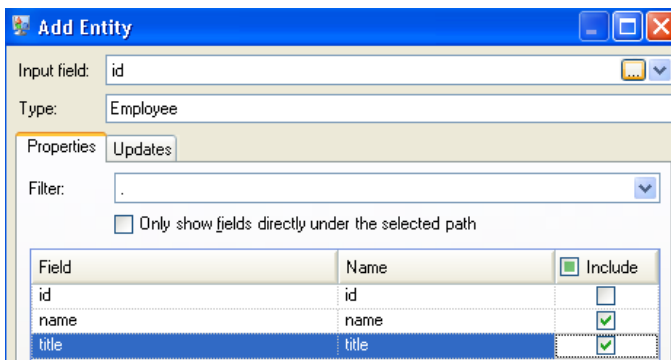 Add Entity
Input field: id ...
Type: Employee
Properties Updates
Filter: .
Only show fields directly under the selected path
Field Name Include
id id
name name
title title